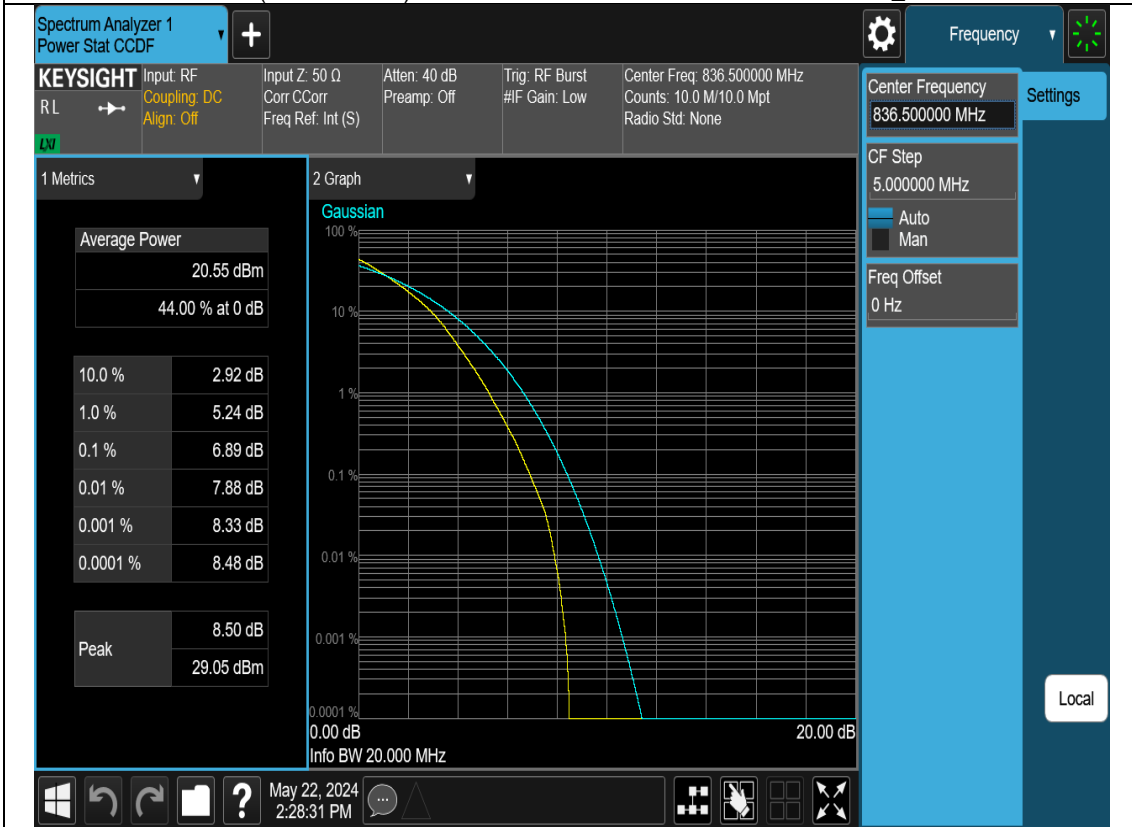 Spectrum Analyzer 1
Power Stat CCDF
+
Frequency
KEYSIGHT
R L
LXI
Input: RF
Coupling: DC
Align: Off
Input Z: 50 Ω
Corr CCorr
Freq Ref: Int (S)
Atten: 40 dB
Preamp: Off
Trig: RF Burst
#IF Gain: Low
Center Freq: 836.500000 MHz
Counts: 10.0 M/10.0 Mpt
Radio Std: None
Center Frequency
836.500000 MHz
Settings
CF Step
5.000000 MHz
Auto
Man
Freq Offset
0 Hz
Local
1 Metrics
Average Power
20.55 dBm
44.00 % at 0 dB
10.0 % 2.92 dB
1.0 % 5.24 dB
0.1 % 6.89 dB
0.01 % 7.88 dB
0.001 % 8.33 dB
0.0001 % 8.48 dB
Peak 8.50 dB
29.05 dBm
2 Graph
Gaussian
100 %
10 %
1 %
0.1 %
0.01 %
0.001 %
0.0001 %
0.00 dB 20.00 dB
Info BW 20.000 MHz
?
May 22, 2024
2:28:31 PM